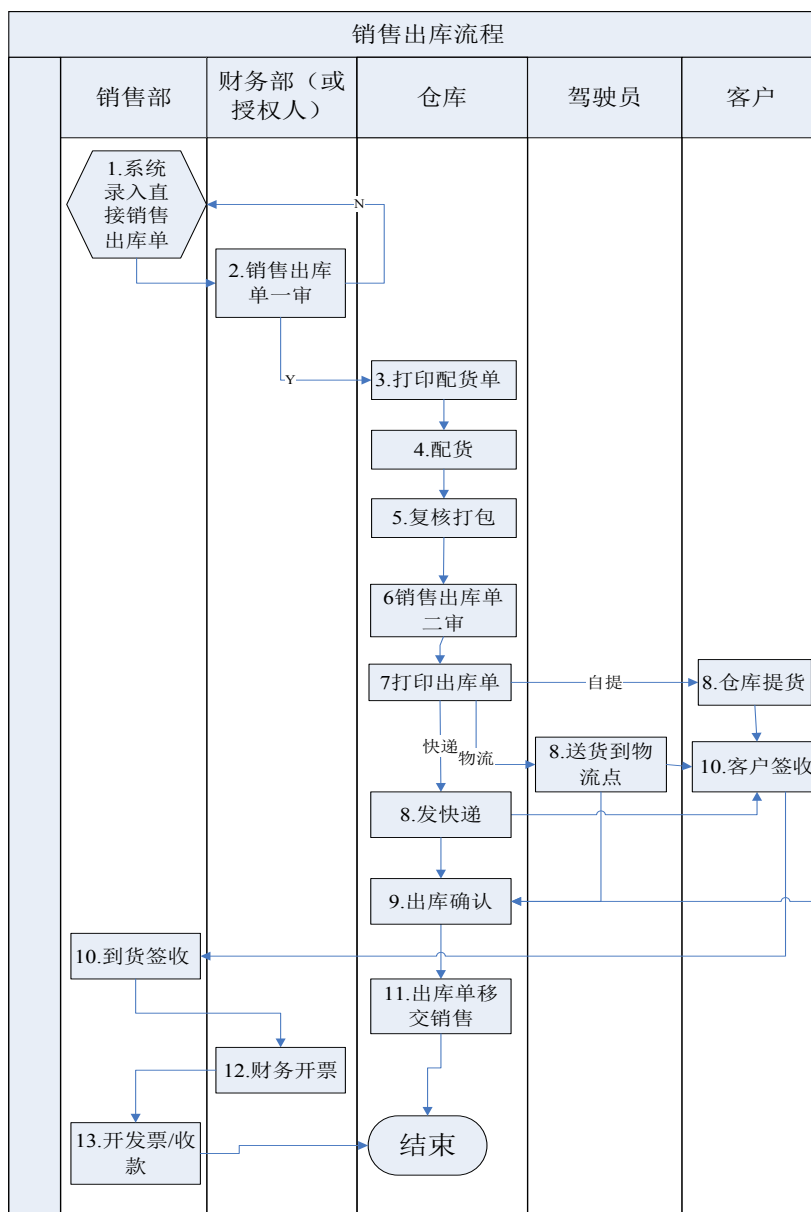 销售出库流程
销售部
财务部（或
授权人）
仓库
驾驶员
客户
1.系统
录入直
接销售
出库单
N
2.销售出库
单一审
Y
3.打印配货单
4.配货
5.复核打包
6销售出库单
二审
7打印出库单
自提
8.仓库提货
快递
物流
8.送货到物
流点
10.客户签收
8.发快递
9.出库确认
10.到货签收
11.出库单移
交销售
12.财务开票
13.开发票/收
款
结束